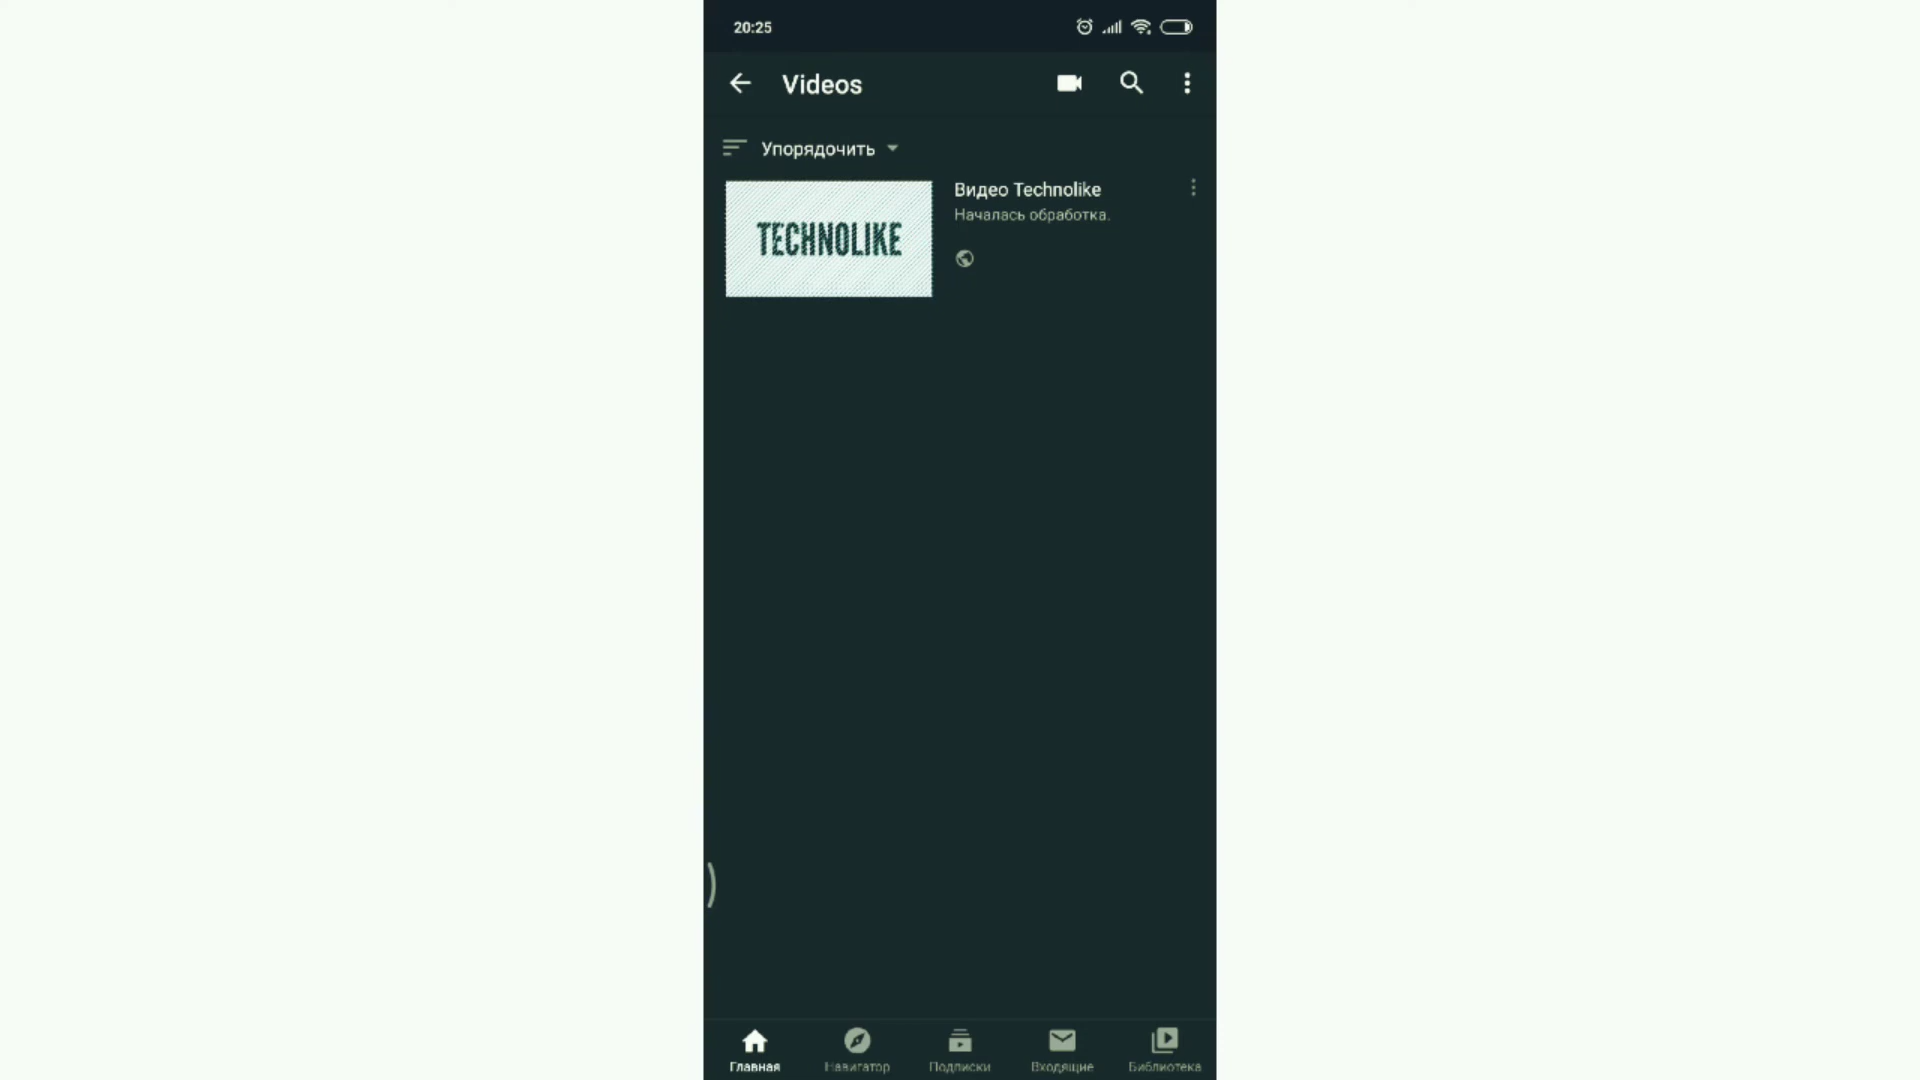 20:25
Videos
Упорядочить
TECHNOLIKE
Видео Technolike
Началась обработка.
Главная
Навигатор
Подписки
Входящие
Библиотека